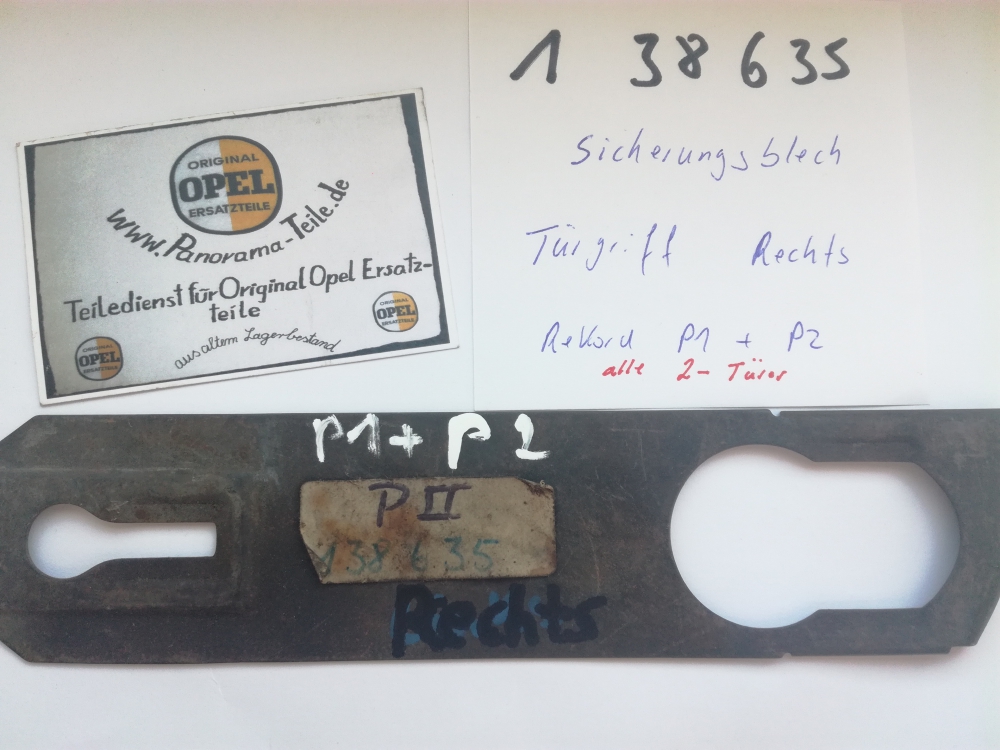 1 38 635
Sicherungsblech
Türgriff Rechts
Rekord P1 + P2
alle 2-Türer
ORIGINAL
OPEL
ERSATZTEILE
www.Panorama-Teile.de
Teiledienst für Original Opel Ersatz-
teile
aus altem Lagerbestand
ORIGINAL
OPEL
ERSATZTEILE
ORIGINAL
OPEL
ERSATZTEILE
P1+P2
P II
138635
Rechts